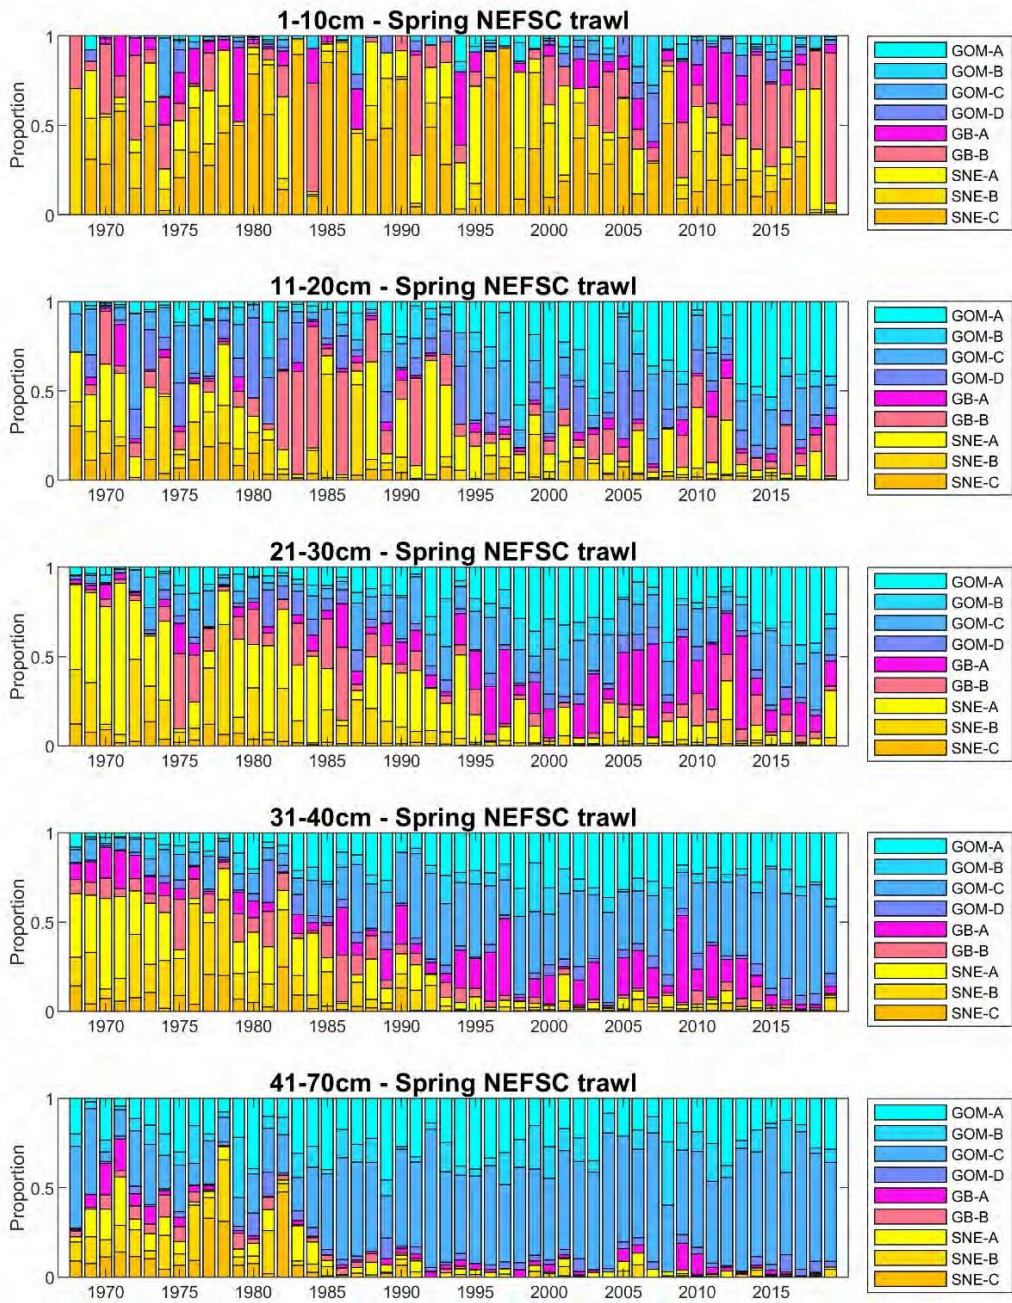 1-10cm - Spring NEFSC trawl
Proportion
1
0.5
0
1970 1975 1980 1985 1990 1995 2000 2005 2010 2015
GOM-A
GOM-B
GOM-C
GOM-D
GB-A
GB-B
SNE-A
SNE-B
SNE-C
11-20cm - Spring NEFSC trawl
Proportion
1
0.5
0
1970 1975 1980 1985 1990 1995 2000 2005 2010 2015
GOM-A
GOM-B
GOM-C
GOM-D
GB-A
GB-B
SNE-A
SNE-B
SNE-C
21-30cm - Spring NEFSC trawl
Proportion
1
0.5
0
1970 1975 1980 1985 1990 1995 2000 2005 2010 2015
GOM-A
GOM-B
GOM-C
GOM-D
GB-A
GB-B
SNE-A
SNE-B
SNE-C
31-40cm - Spring NEFSC trawl
Proportion
1
0.5
0
1970 1975 1980 1985 1990 1995 2000 2005 2010 2015
GOM-A
GOM-B
GOM-C
GOM-D
GB-A
GB-B
SNE-A
SNE-B
SNE-C
41-70cm - Spring NEFSC trawl
Proportion
1
0.5
0
1970 1975 1980 1985 1990 1995 2000 2005 2010 2015
GOM-A
GOM-B
GOM-C
GOM-D
GB-A
GB-B
SNE-A
SNE-B
SNE-C